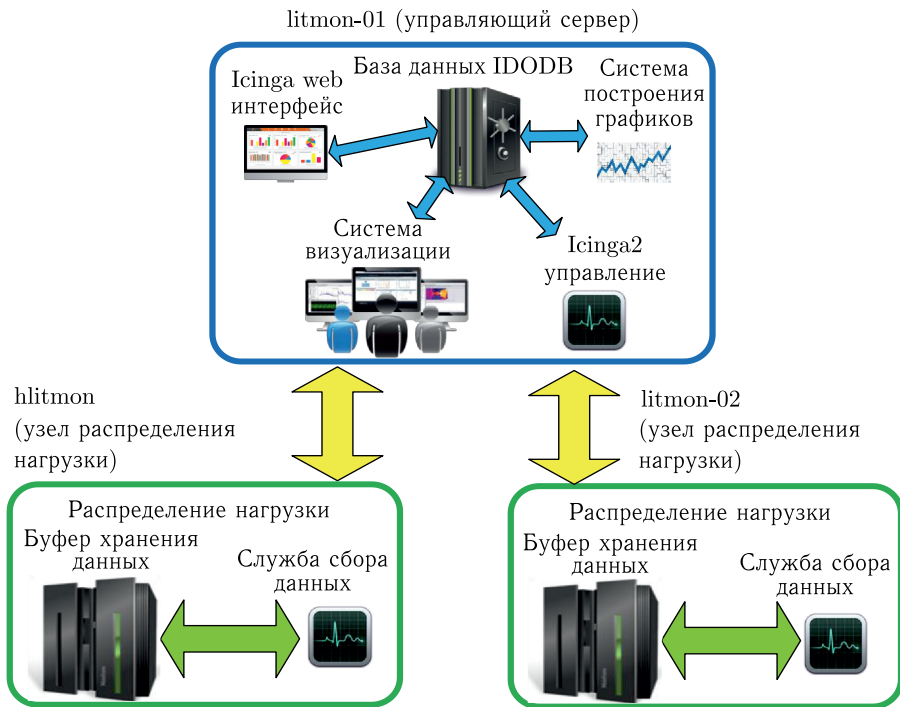 litmon-01 (управляющий сервер)
Icinga web
интерфейс
База данных IDODB
Система
построения
графиков
Система
визуализации
Icinga2
управление
hlitmon
(узел распределения
нагрузки)
litmon-02
(узел распределения
нагрузки)
Распределение нагрузки
Буфер хранения
данных
Служба сбора
данных
Распределение нагрузки
Буфер хранения
данных
Служба сбора
данных